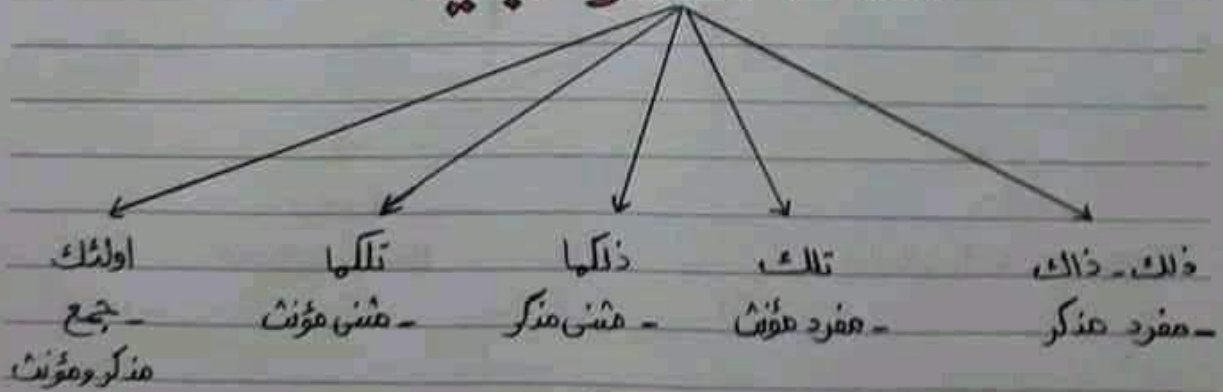 ذلك - ذاك
تلك
ذلكما
تلكما
اولئك
- مفرد مذكر
- مفرد مؤنث
- مثنى مذكر
- مثنى مؤنث
- جمع
مذكر ومؤنث